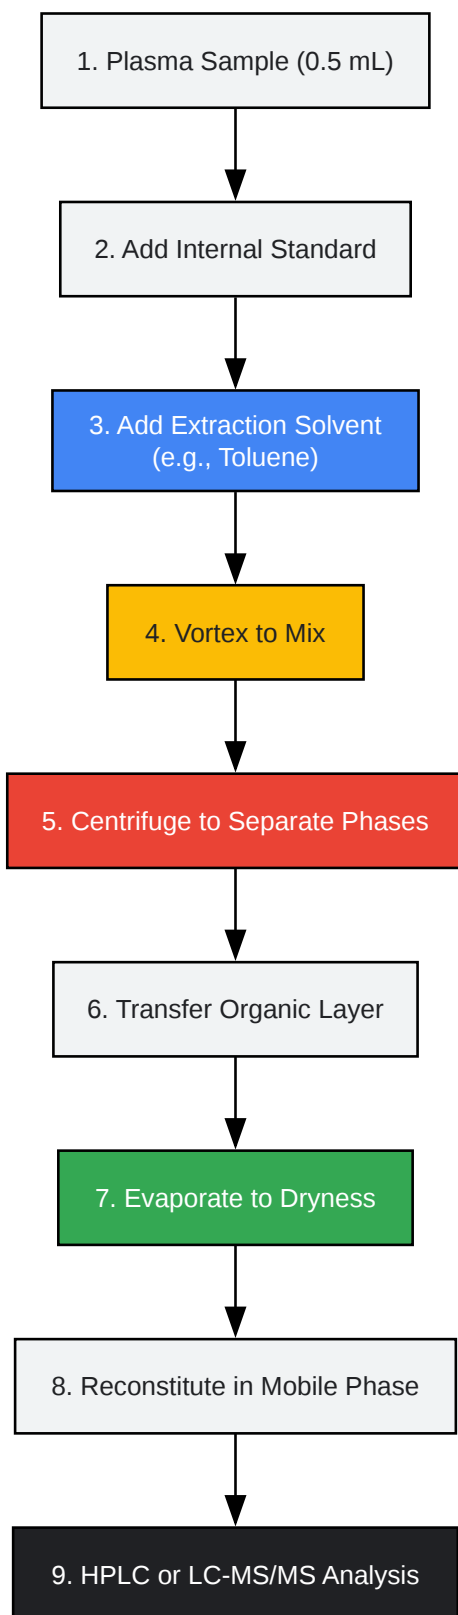 1. Plasma Sample (0.5 mL)
2. Add Internal Standard
3. Add Extraction Solvent
(e.g., Toluene)
4. Vortex to Mix
5. Centrifuge to Separate Phases
6. Transfer Organic Layer
7. Evaporate to Dryness
8. Reconstitute in Mobile Phase
9. HPLC or LC-MS/MS Analysis